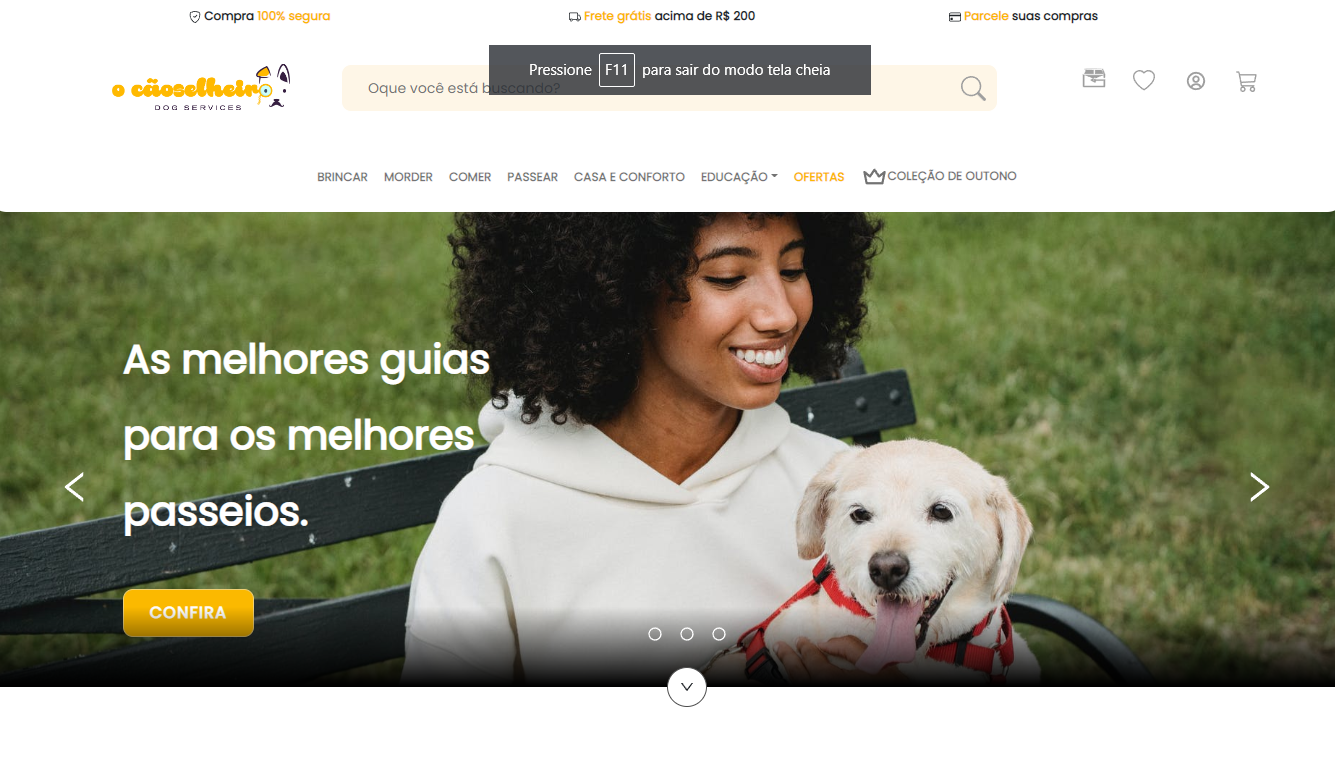 Compra 100% segura
Frete grátis acima de R$ 200
Parcele suas compras
o cãoselheiro
DOG SERVICES
Oque você está buscando?
Pressione F11 para sair do modo tela cheia
BRINCAR MORDER COMER PASSEAR CASA E CONFORTO EDUCAÇÃO OFERTAS COLEÇÃO DE OUTONO
As melhores guias
para os melhores
passeios.
CONFIRA